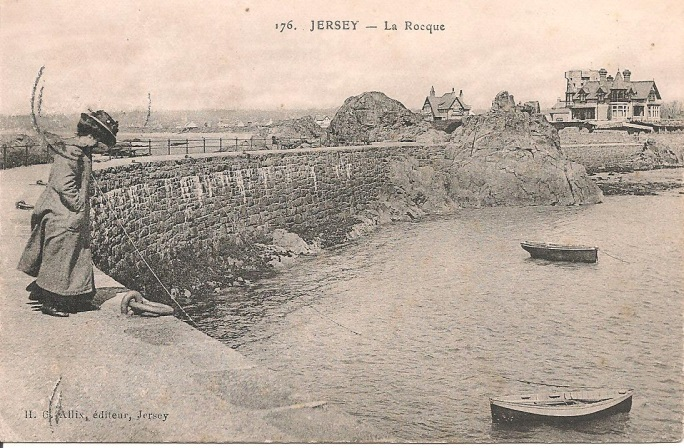 176. JERSEY — La Rocque
H. G. Allix, éditeur, Jersey